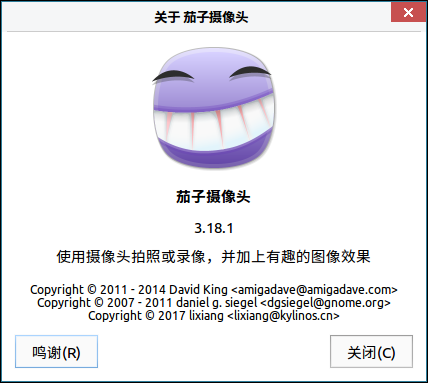 关于 茄子摄像头
茄子摄像头
3.18.1
使用摄像头拍照或录像，并加上有趣的图像效果
Copyright © 2011 - 2014 David King <amigadave@amigadave.com>
Copyright © 2007 - 2011 daniel g. siegel <dgsiegel@gnome.org>
Copyright © 2017 lixiang <lixiang@kylinos.cn>
鸣谢(R)
关闭(C)